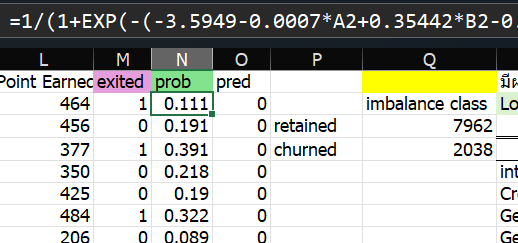 =1/(1+EXP(-(-3.5949-0.0007*A2+0.35442*B2-0.
L M N O P Q
Point Earned exited prob pred มี
464 1 0.111 0 imbalance class Lo
456 0 0.191 0 retained 7962
377 1 0.391 0 churned 2038
350 0 0.218 0 int
425 0 0.19 0 Cr
484 1 0.322 0 Ge
206 0 0.089 0 Ge